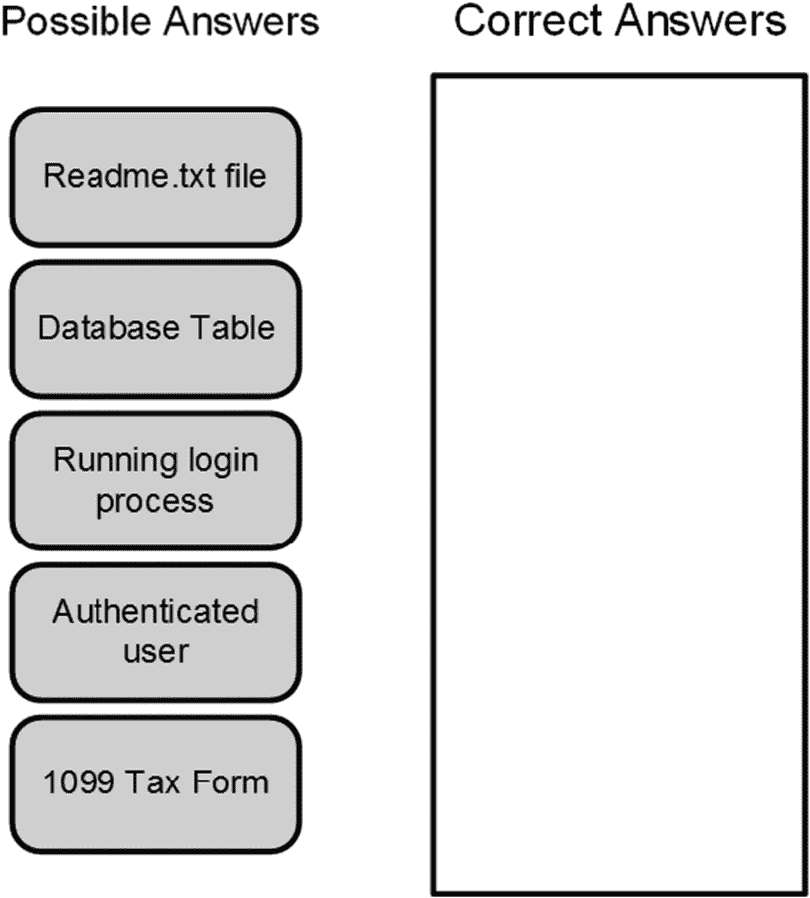 Possible Answers
Correct Answers
Readme.txt file
Database Table
Running login
process
Authenticated
user
1099 Tax Form